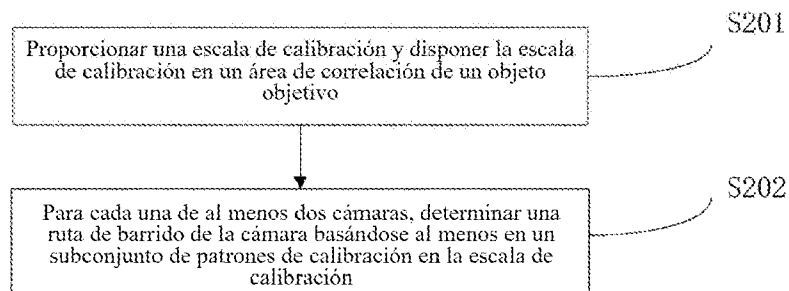 Proporcionar una escala de calibración y disponer la escala
de calibración en un área de correlación de un objeto
objetivo
S201
Para cada una de al menos dos cámaras, determinar una
ruta de barrido de la cámara basándose al menos en un
subconjunto de patrones de calibración en la escala de
calibración
S202